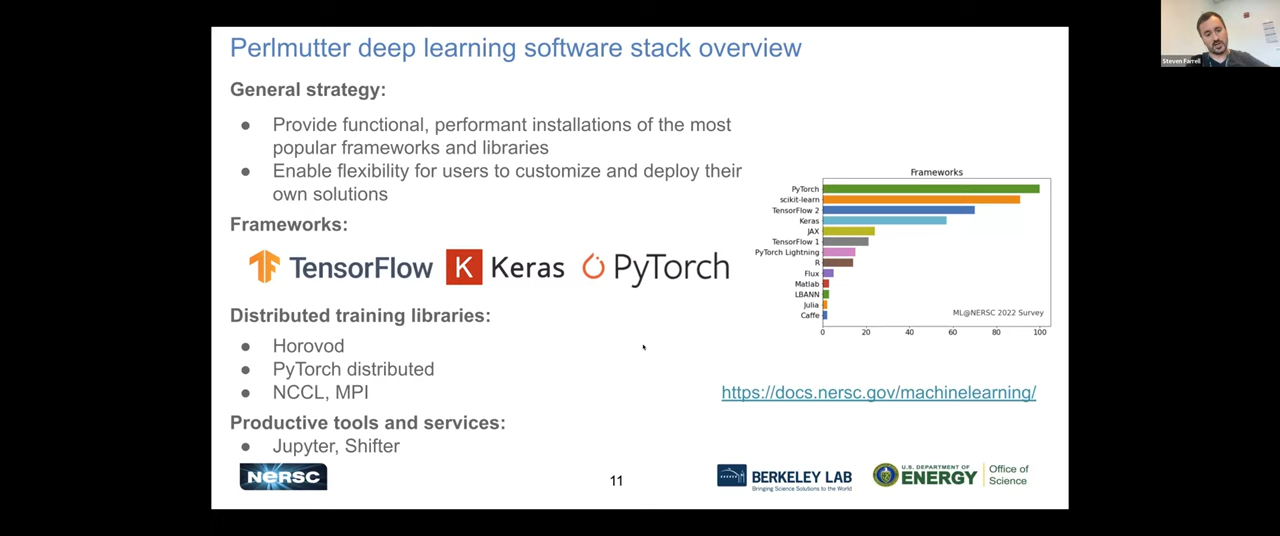 Perlmutter deep learning software stack overview
Steven Farrell
General strategy:
● Provide functional, performant installations of the most
popular frameworks and libraries
● Enable flexibility for users to customize and deploy their
own solutions
Frameworks:
TensorFlow K Keras PyTorch
Distributed training libraries:
● Horovod
● PyTorch distributed
● NCCL, MPI
Productive tools and services:
● Jupyter, Shifter
Frameworks
PyTorch
scikit-learn
TensorFlow 2
Keras
JAX
TensorFlow 1
PyTorch Lightning
R
Flux
Matlab
LBANN
Julia
Caffe
ML@NERSC 2022 Survey
0 20 40 60 80 100
https://docs.nersc.gov/machinelearning/
NERSC
11
BERKELEY LAB
Bringing Science Solutions to the World
U.S. DEPARTMENT OF
ENERGY
Office of
Science